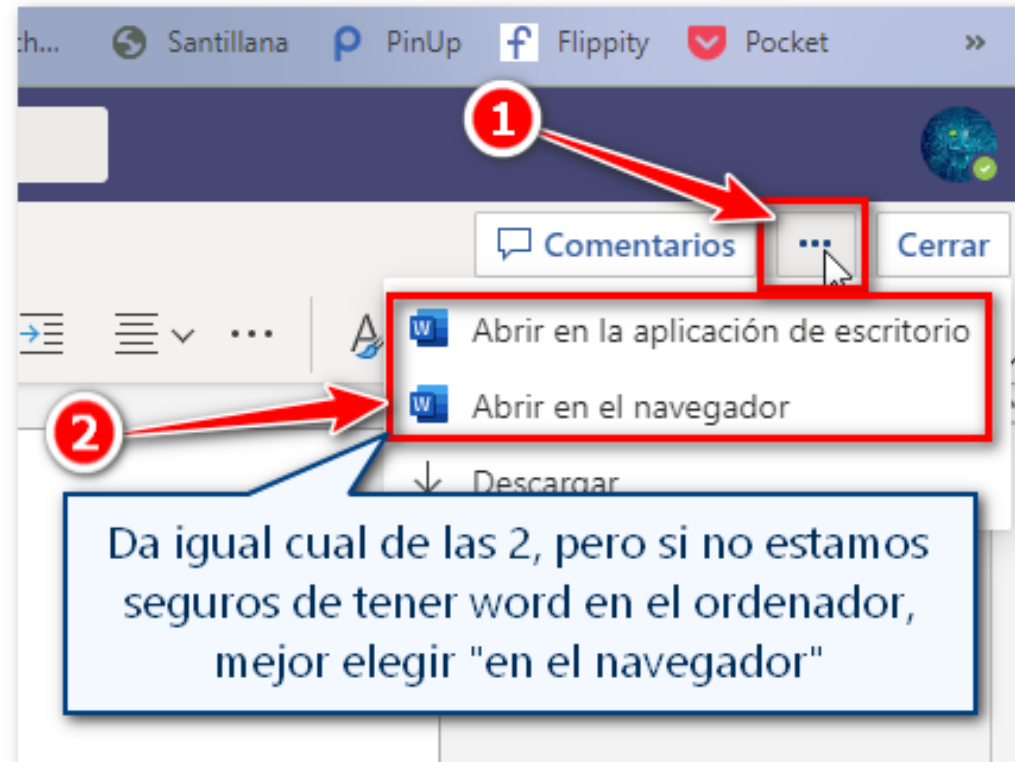 th... Santillana PinUp Flippity Pocket »
1
Comentarios ... Cerrar
Abrir en la aplicación de escritorio
2 Abrir en el navegador
Descargar
Da igual cual de las 2, pero si no estamos
seguros de tener word en el ordenador,
mejor elegir "en el navegador"